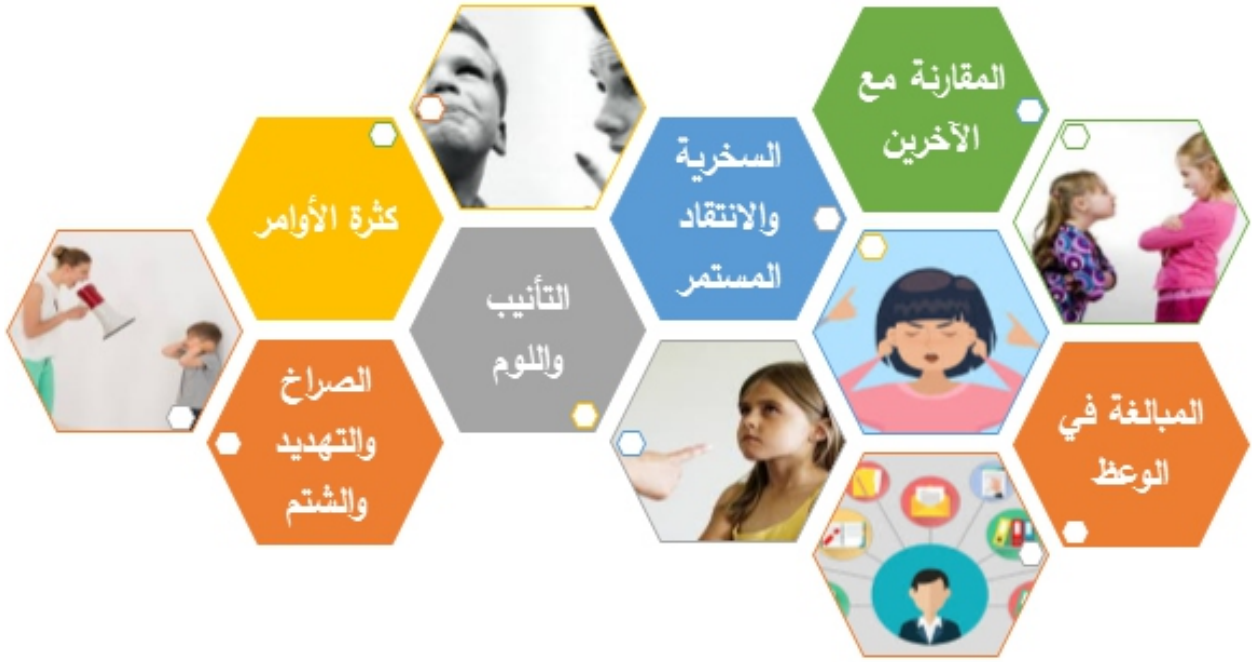 المقارنة مع
الآخرين
السخرية
والانتقاد
المستمر
كثرة الأوامر
التأنيب
واللوم
الصراخ
والتهديد
والشتم
المبالغة في
الوعظ